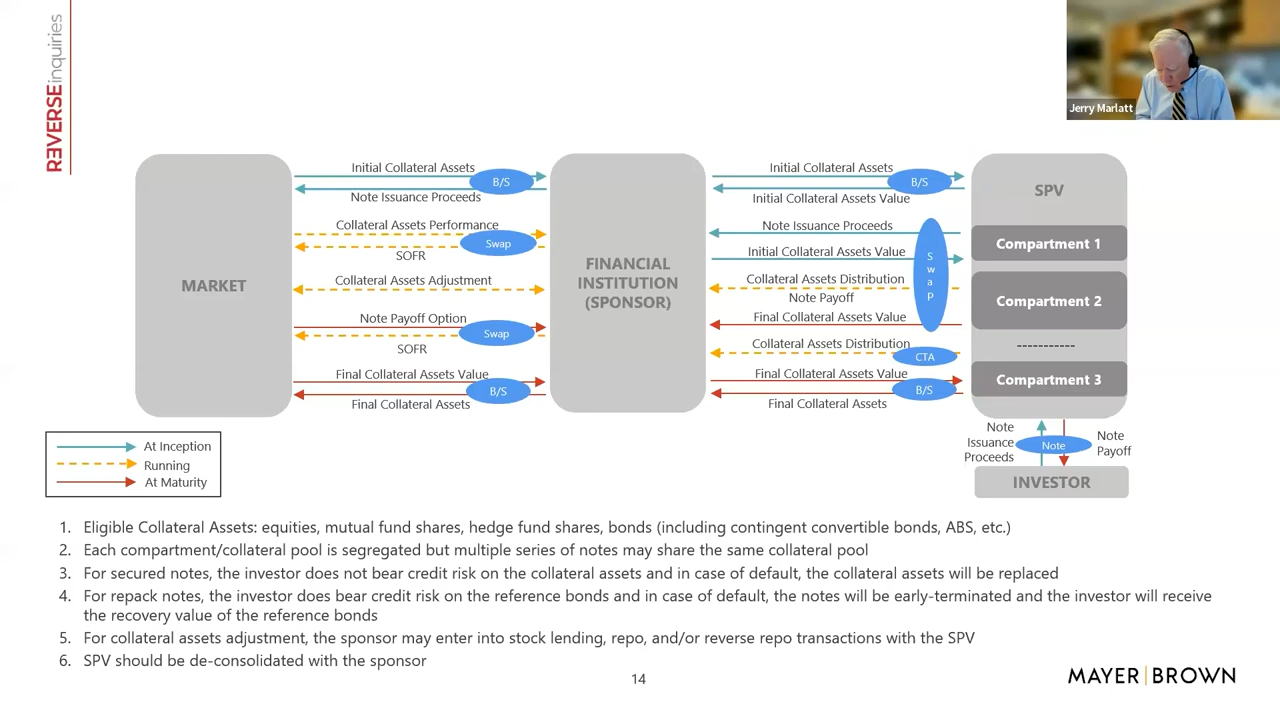 REVERSEinquiries
Jerry Marlatt
MARKET
Initial Collateral Assets
B/S
Note Issuance Proceeds
Collateral Assets Performance
Swap
SOFR
Collateral Assets Adjustment
Note Payoff Option
Swap
SOFR
Final Collateral Assets Value
B/S
Final Collateral Assets
FINANCIAL
INSTITUTION
(SPONSOR)
Initial Collateral Assets
B/S
Initial Collateral Assets Value
Note Issuance Proceeds
Initial Collateral Assets Value
Swap
Collateral Assets Distribution
Note Payoff
Final Collateral Assets Value
Collateral Assets Distribution
CTA
Final Collateral Assets Value
B/S
Final Collateral Assets
SPV
Compartment 1
Compartment 2
-----------
Compartment 3
Note
Issuance
Proceeds
Note
Note
Payoff
INVESTOR
At Inception
Running
At Maturity
1. Eligible Collateral Assets: equities, mutual fund shares, hedge fund shares, bonds (including contingent convertible bonds, ABS, etc.)
2. Each compartment/collateral pool is segregated but multiple series of notes may share the same collateral pool
3. For secured notes, the investor does not bear credit risk on the collateral assets and in case of default, the collateral assets will be replaced
4. For repack notes, the investor does bear credit risk on the reference bonds and in case of default, the notes will be early-terminated and the investor will receive
the recovery value of the reference bonds
5. For collateral assets adjustment, the sponsor may enter into stock lending, repo, and/or reverse repo transactions with the SPV
6. SPV should be de-consolidated with the sponsor
14
MAYER | BROWN